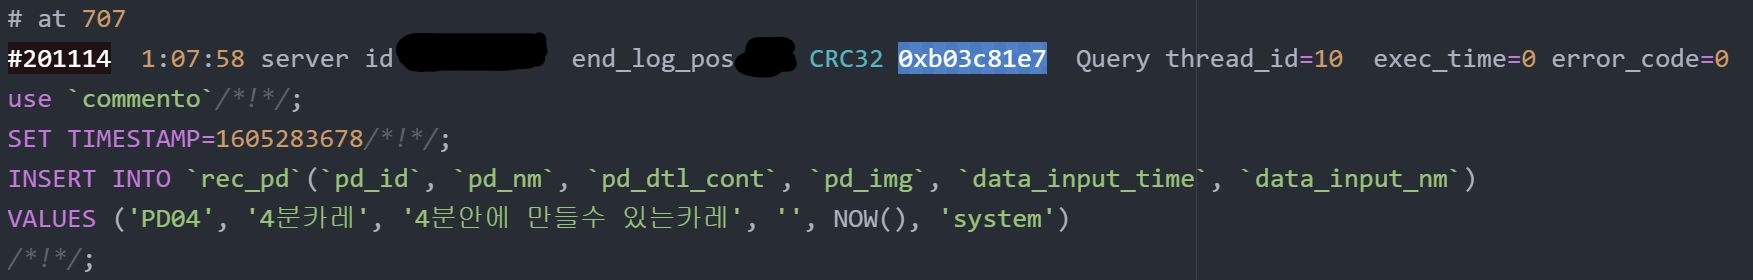 # at 707
#201114  1:07:58 server id  end_log_pos CRC32 0xb03c81e7  Query thread_id=10  exec_time=0 error_code=0
use `commento`/*!*/;
SET TIMESTAMP=1605283678/*!*/;
INSERT INTO `rec_pd`(`pd_id`, `pd_nm`, `pd_dtl_cont`, `pd_img`, `data_input_time`, `data_input_nm`)
VALUES ('PD04', '4분카레', '4분안에 만들수 있는카레', '', NOW(), 'system')
/*!*/;